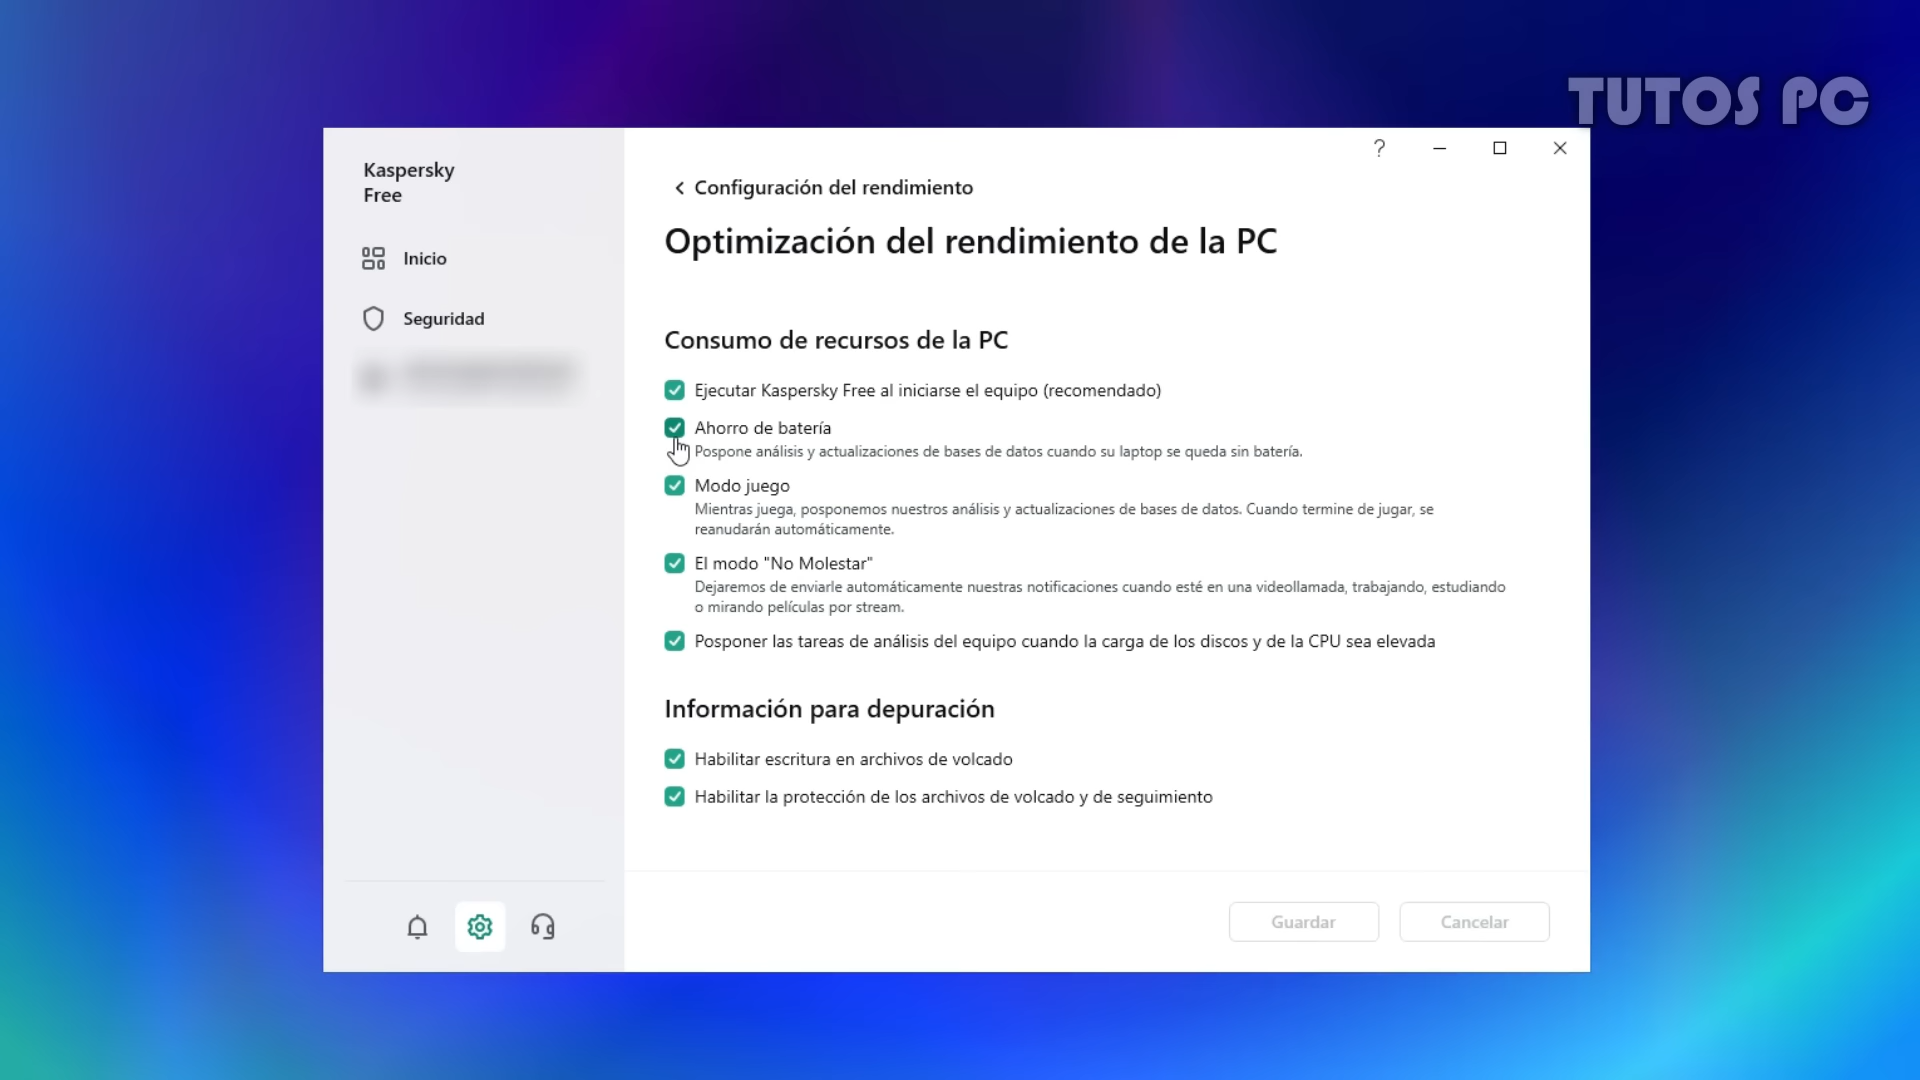 TUTOS PC
Kaspersky
Free
Inicio
Seguridad
Configuración del rendimiento
Optimización del rendimiento de la PC
Consumo de recursos de la PC
Ejecutar Kaspersky Free al iniciarse el equipo (recomendado)
Ahorro de batería
Pospone análisis y actualizaciones de bases de datos cuando su laptop se queda sin batería.
Modo juego
Mientras juega, posponemos nuestros análisis y actualizaciones de bases de datos. Cuando termine de jugar, se
reanudarán automáticamente.
El modo "No Molestar"
Dejaremos de enviarle automáticamente nuestras notificaciones cuando esté en una videollamada, trabajando, estudiando
o mirando películas por stream.
Posponer las tareas de análisis del equipo cuando la carga de los discos y de la CPU sea elevada
Información para depuración
Habilitar escritura en archivos de volcado
Habilitar la protección de los archivos de volcado y de seguimiento
Guardar
Cancelar